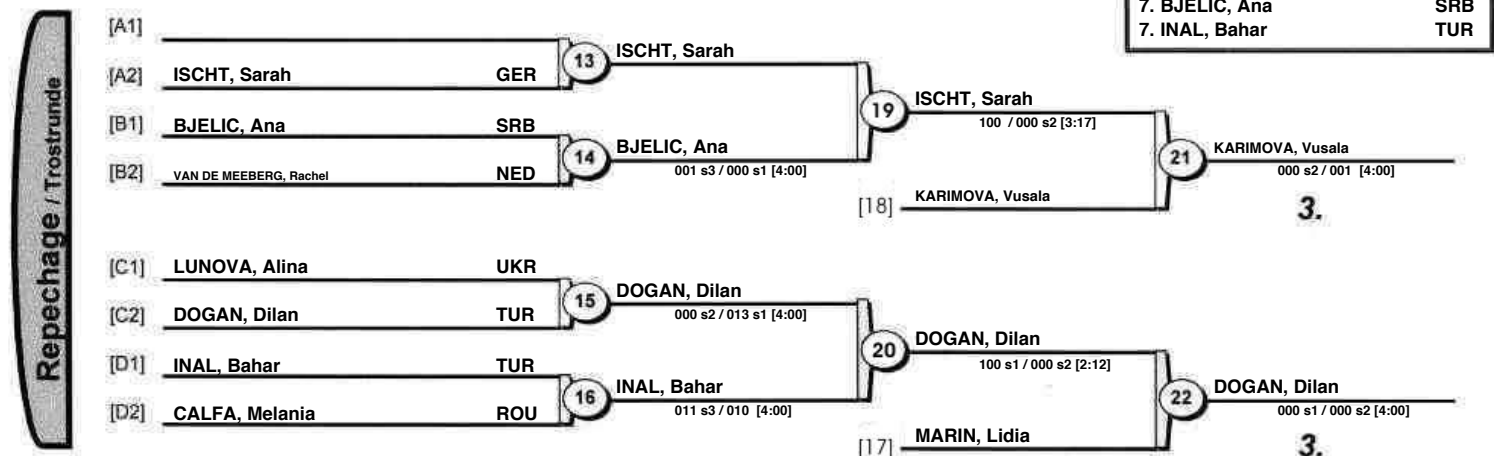 7. BJELIC, Ana SRB
7. INAL, Bahar TUR
Repechage / Trostrunde
[A1]
13 ISCHT, Sarah
[A2] ISCHT, Sarah GER
19 ISCHT, Sarah
100 / 000 s2 [3:17]
[B1] BJELIC, Ana SRB
14 BJELIC, Ana
001 s3 / 000 s1 [4:00]
[B2] VAN DE MEEBERG, Rachel NED
21 KARIMOVA, Vusala
000 s2 / 001 [4:00]
[18] KARIMOVA, Vusala
3.
[C1] LUNOVA, Alina UKR
15 DOGAN, Dilan
000 s2 / 013 s1 [4:00]
[C2] DOGAN, Dilan TUR
20 DOGAN, Dilan
100 s1 / 000 s2 [2:12]
[D1] INAL, Bahar TUR
16 INAL, Bahar
011 s3 / 010 [4:00]
[D2] CALFA, Melania ROU
22 DOGAN, Dilan
000 s1 / 000 s2 [4:00]
[17] MARIN, Lidia
3.